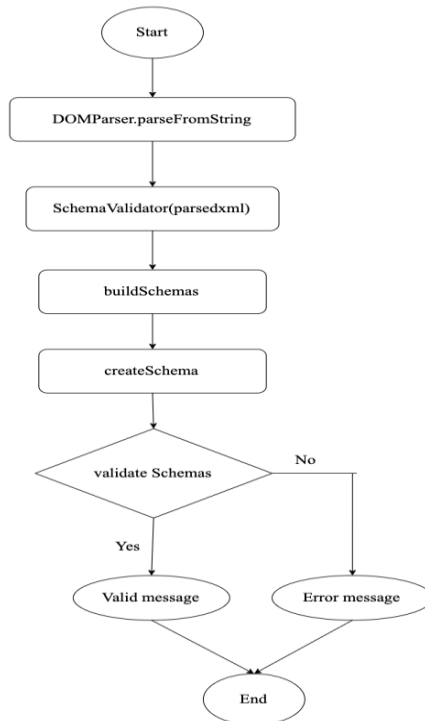 Start
DOMParser.parseFromString
SchemaValidator(parsedxml)
buildSchemas
createSchema
validate Schemas
No
Yes
Valid message
Error message
End